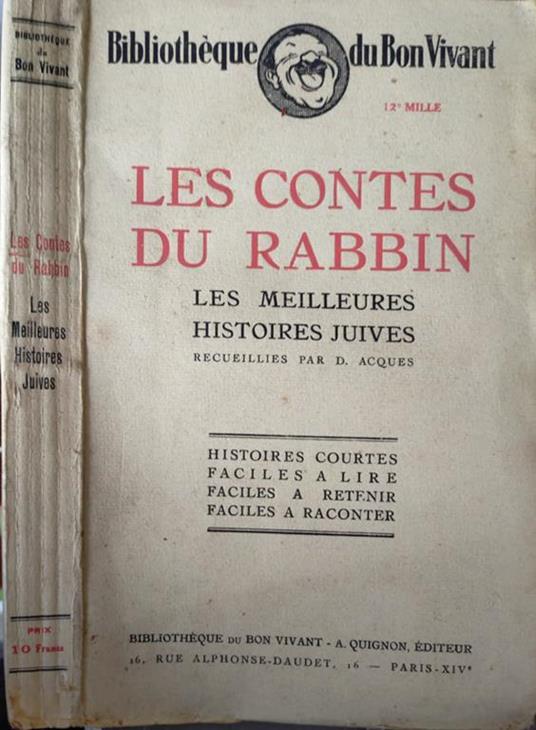 BIBLIOTHÈQUE
du
Bon Vivant
Les Contes
du Rabbin
Les
Meilleures
Histoires
Juives
PRIX
10 Francs
Bibliothèque du Bon Vivant
12e MILLE
LES CONTES
DU RABBIN
LES MEILLEURES
HISTOIRES JUIVES
RECUEILLIES PAR D. ACQUES
HISTOIRES COURTES
FACILES A LIRE
FACILES A RETENIR
FACILES A RACONTER
BIBLIOTHÈQUE DU BON VIVANT - A. QUIGNON, ÉDITEUR
16, RUE ALPHONSE-DAUDET, 16 — PARIS-XIVe